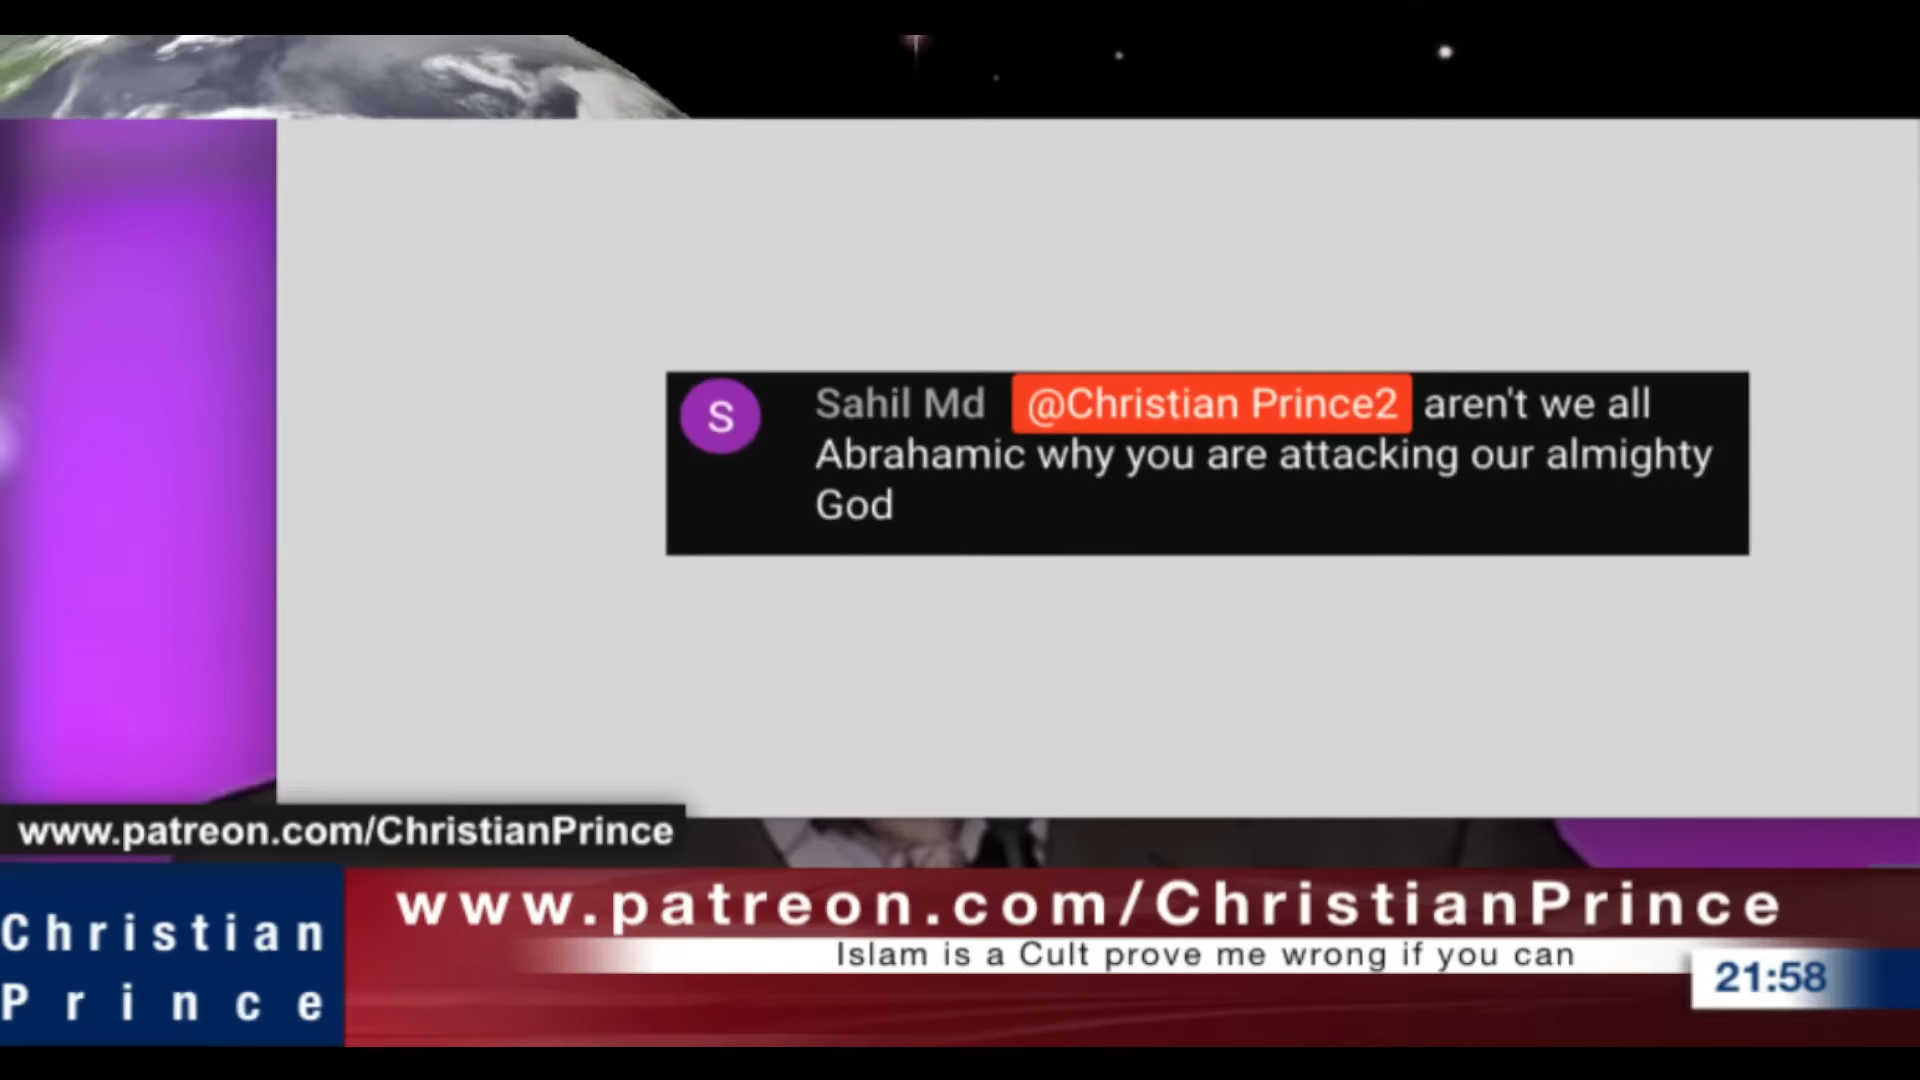 S
Sahil Md @Christian Prince2 aren't we all
Abrahamic why you are attacking our almighty
God
www.patreon.com/ChristianPrince
Christian
Prince
www.patreon.com/ChristianPrince
Islam is a Cult prove me wrong if you can
21:58